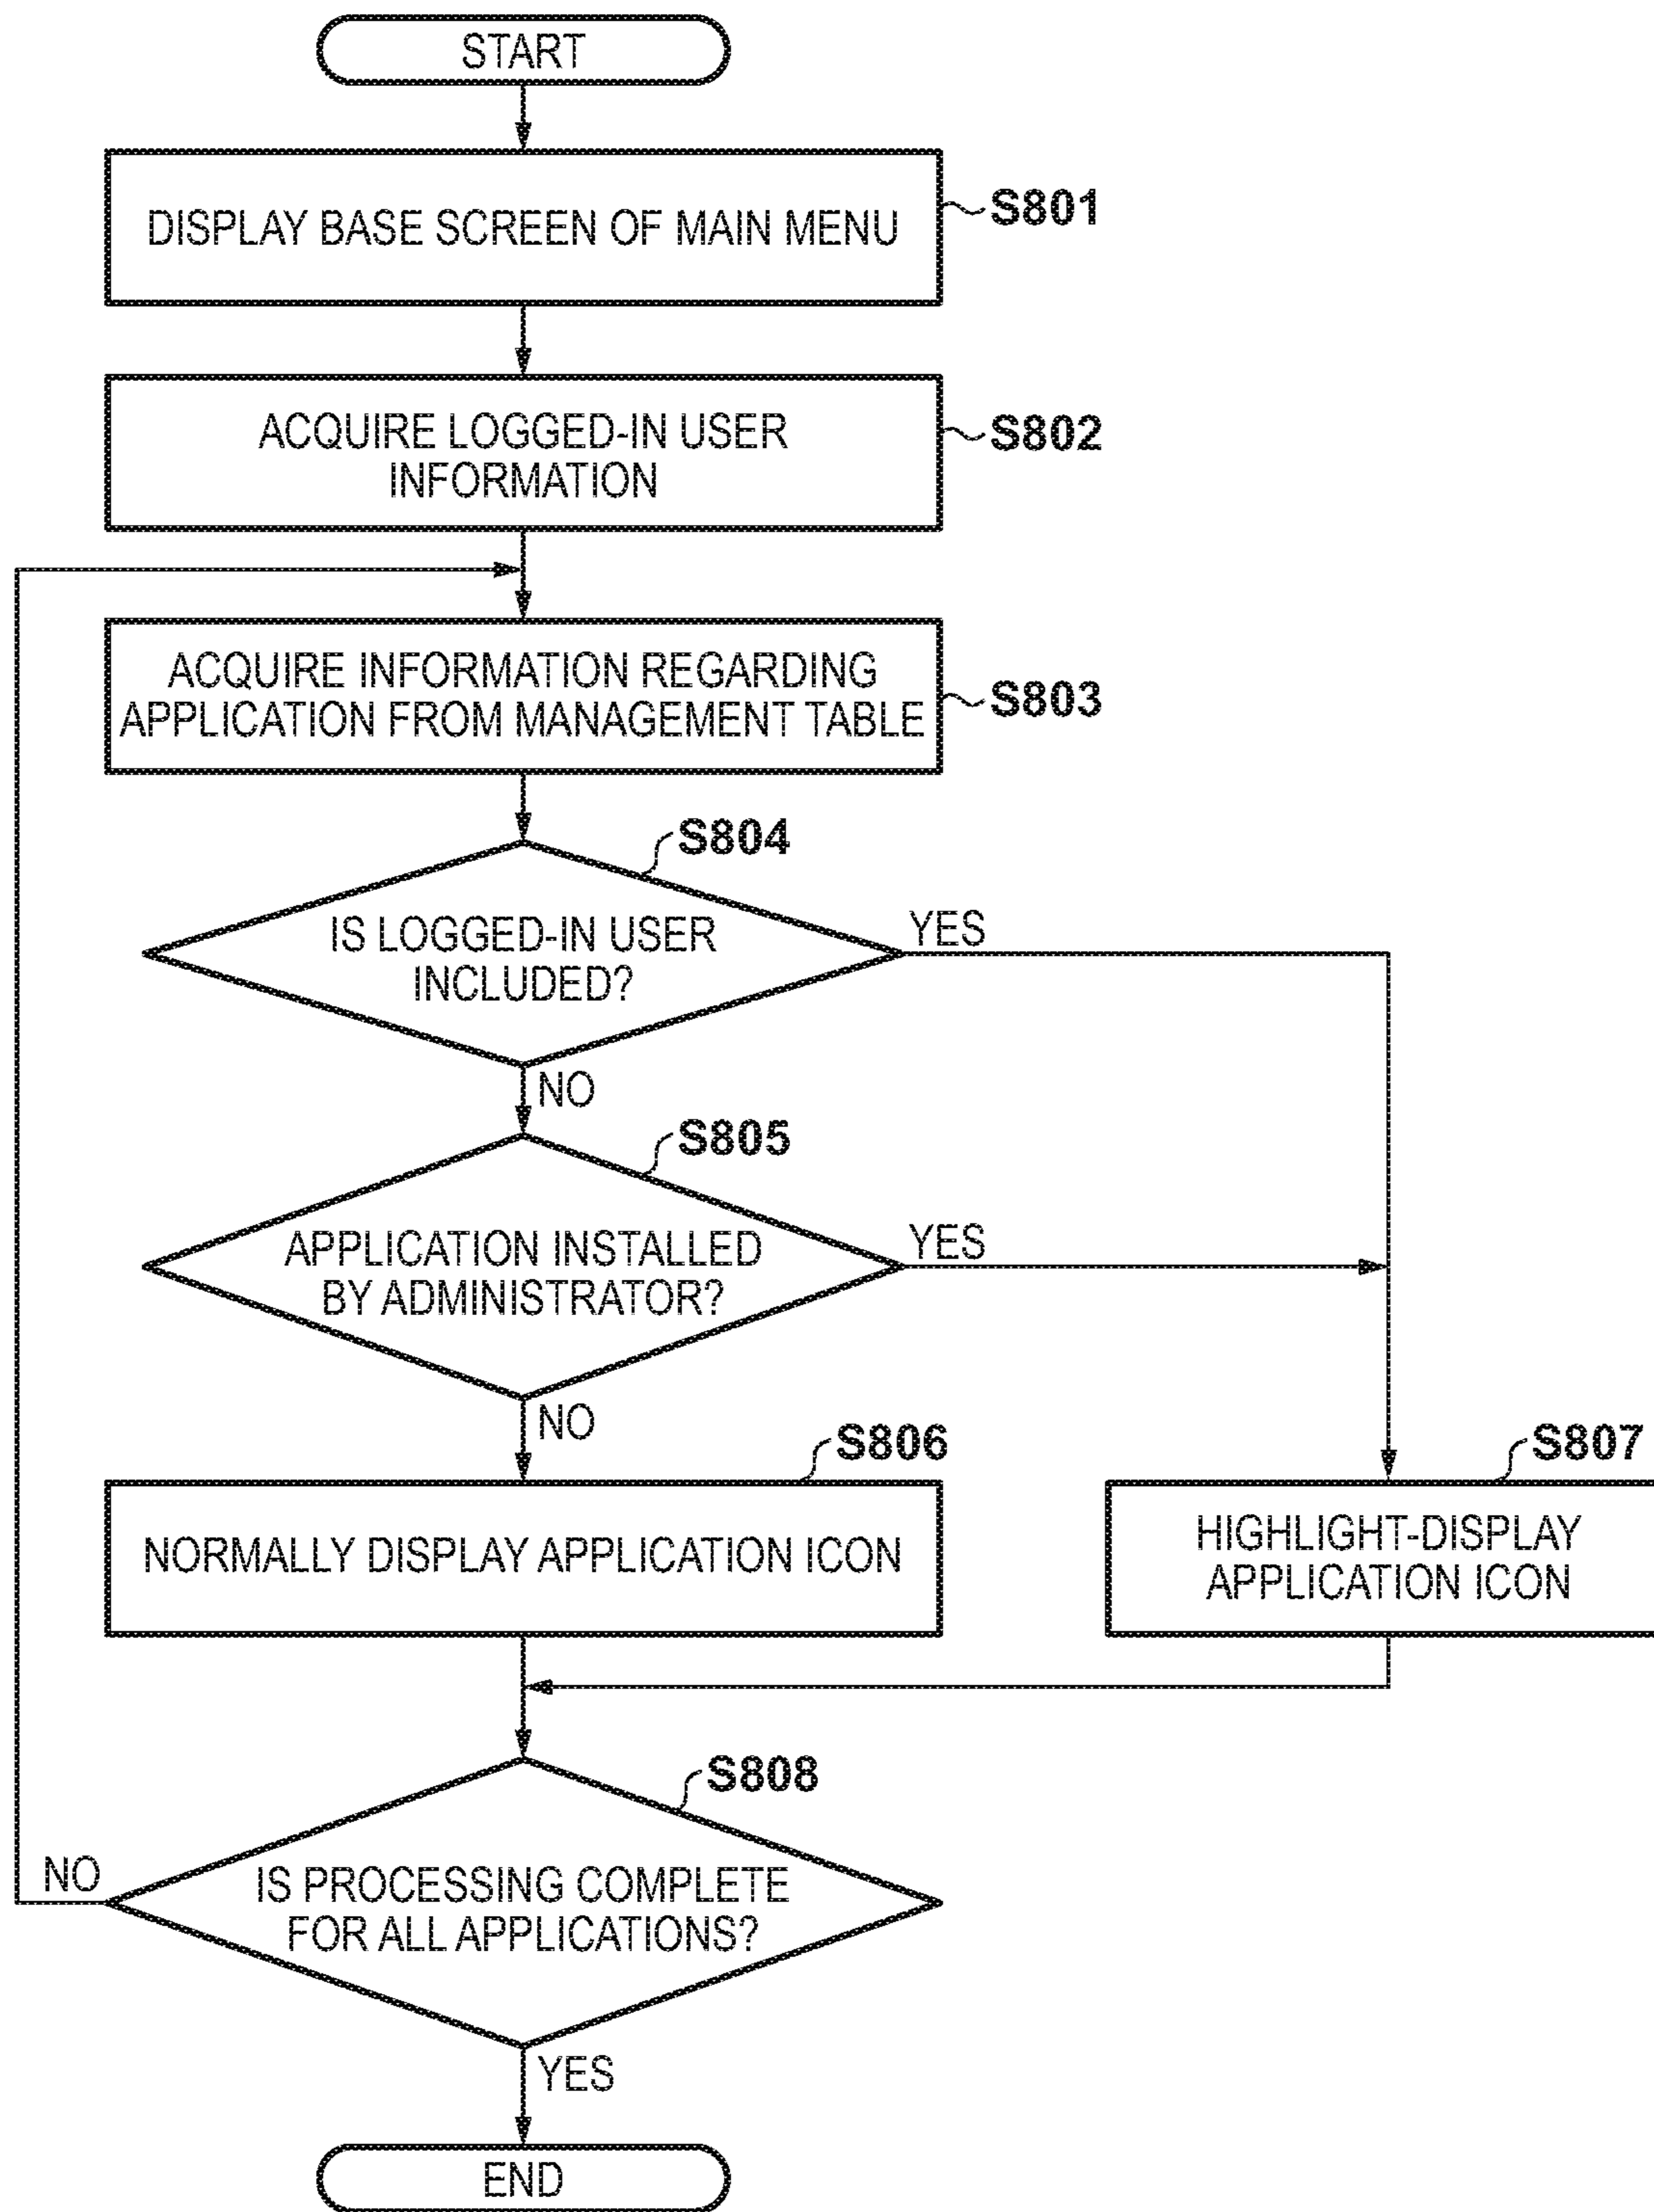 START
DISPLAY BASE SCREEN OF MAIN MENU
S801
ACQUIRE LOGGED-IN USER
INFORMATION
S802
ACQUIRE INFORMATION REGARDING
APPLICATION FROM MANAGEMENT TABLE
S803
S804
IS LOGGED-IN USER
INCLUDED?
YES
NO
S805
APPLICATION INSTALLED
BY ADMINISTRATOR?
YES
NO
S806
NORMALLY DISPLAY APPLICATION ICON
S807
HIGHLIGHT-DISPLAY
APPLICATION ICON
S808
IS PROCESSING COMPLETE
FOR ALL APPLICATIONS?
NO
YES
END